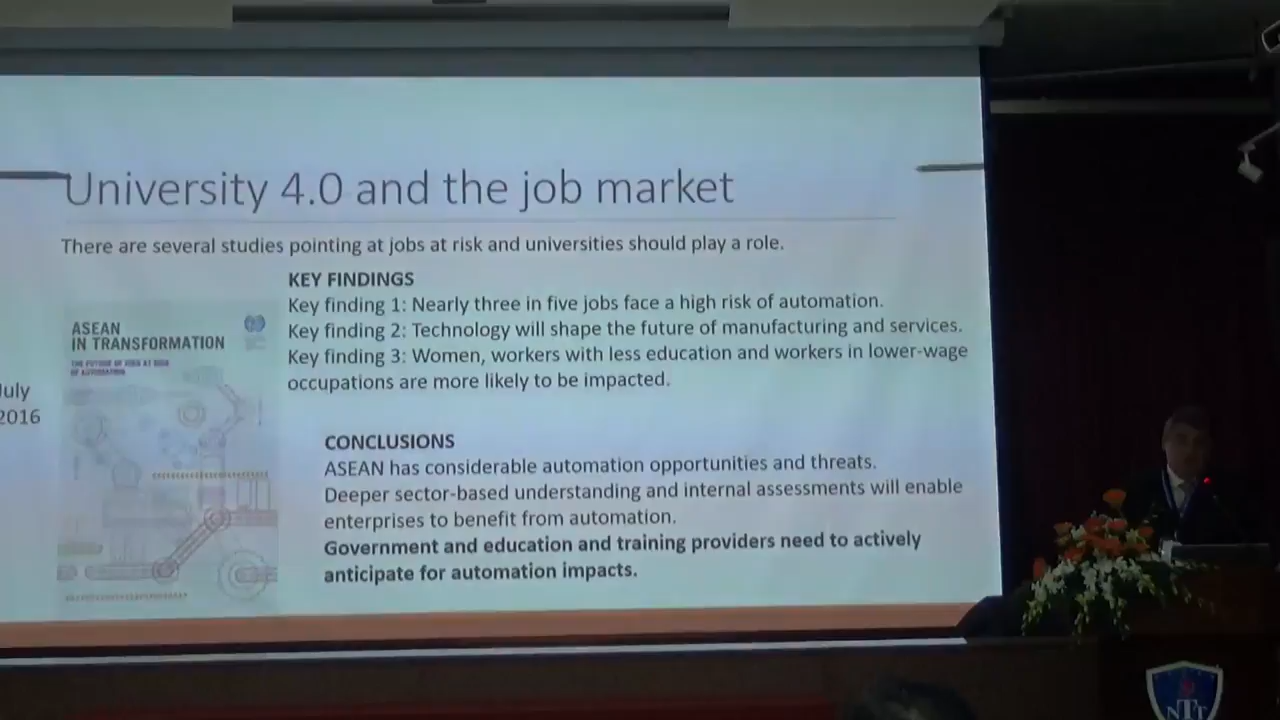 University 4.0 and the job market
There are several studies pointing at jobs at risk and universities should play a role.
KEY FINDINGS
Key finding 1: Nearly three in five jobs face a high risk of automation.
Key finding 2: Technology will shape the future of manufacturing and services.
Key finding 3: Women, workers with less education and workers in lower-wage
occupations are more likely to be impacted.
ASEAN
IN TRANSFORMATION
THE FUTURE OF JOBS AT RISK
OF AUTOMATION
July
2016
CONCLUSIONS
ASEAN has considerable automation opportunities and threats.
Deeper sector-based understanding and internal assessments will enable
enterprises to benefit from automation.
Government and education and training providers need to actively
anticipate for automation impacts.
NTT